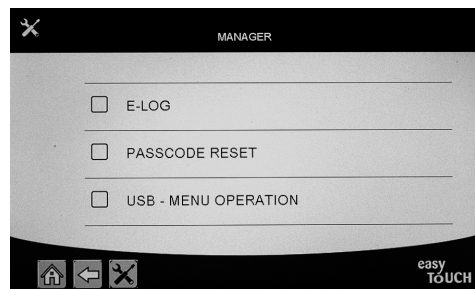 MANAGER
E-LOG
PASSCODE RESET
USB - MENU OPERATION
easy
TOUCH